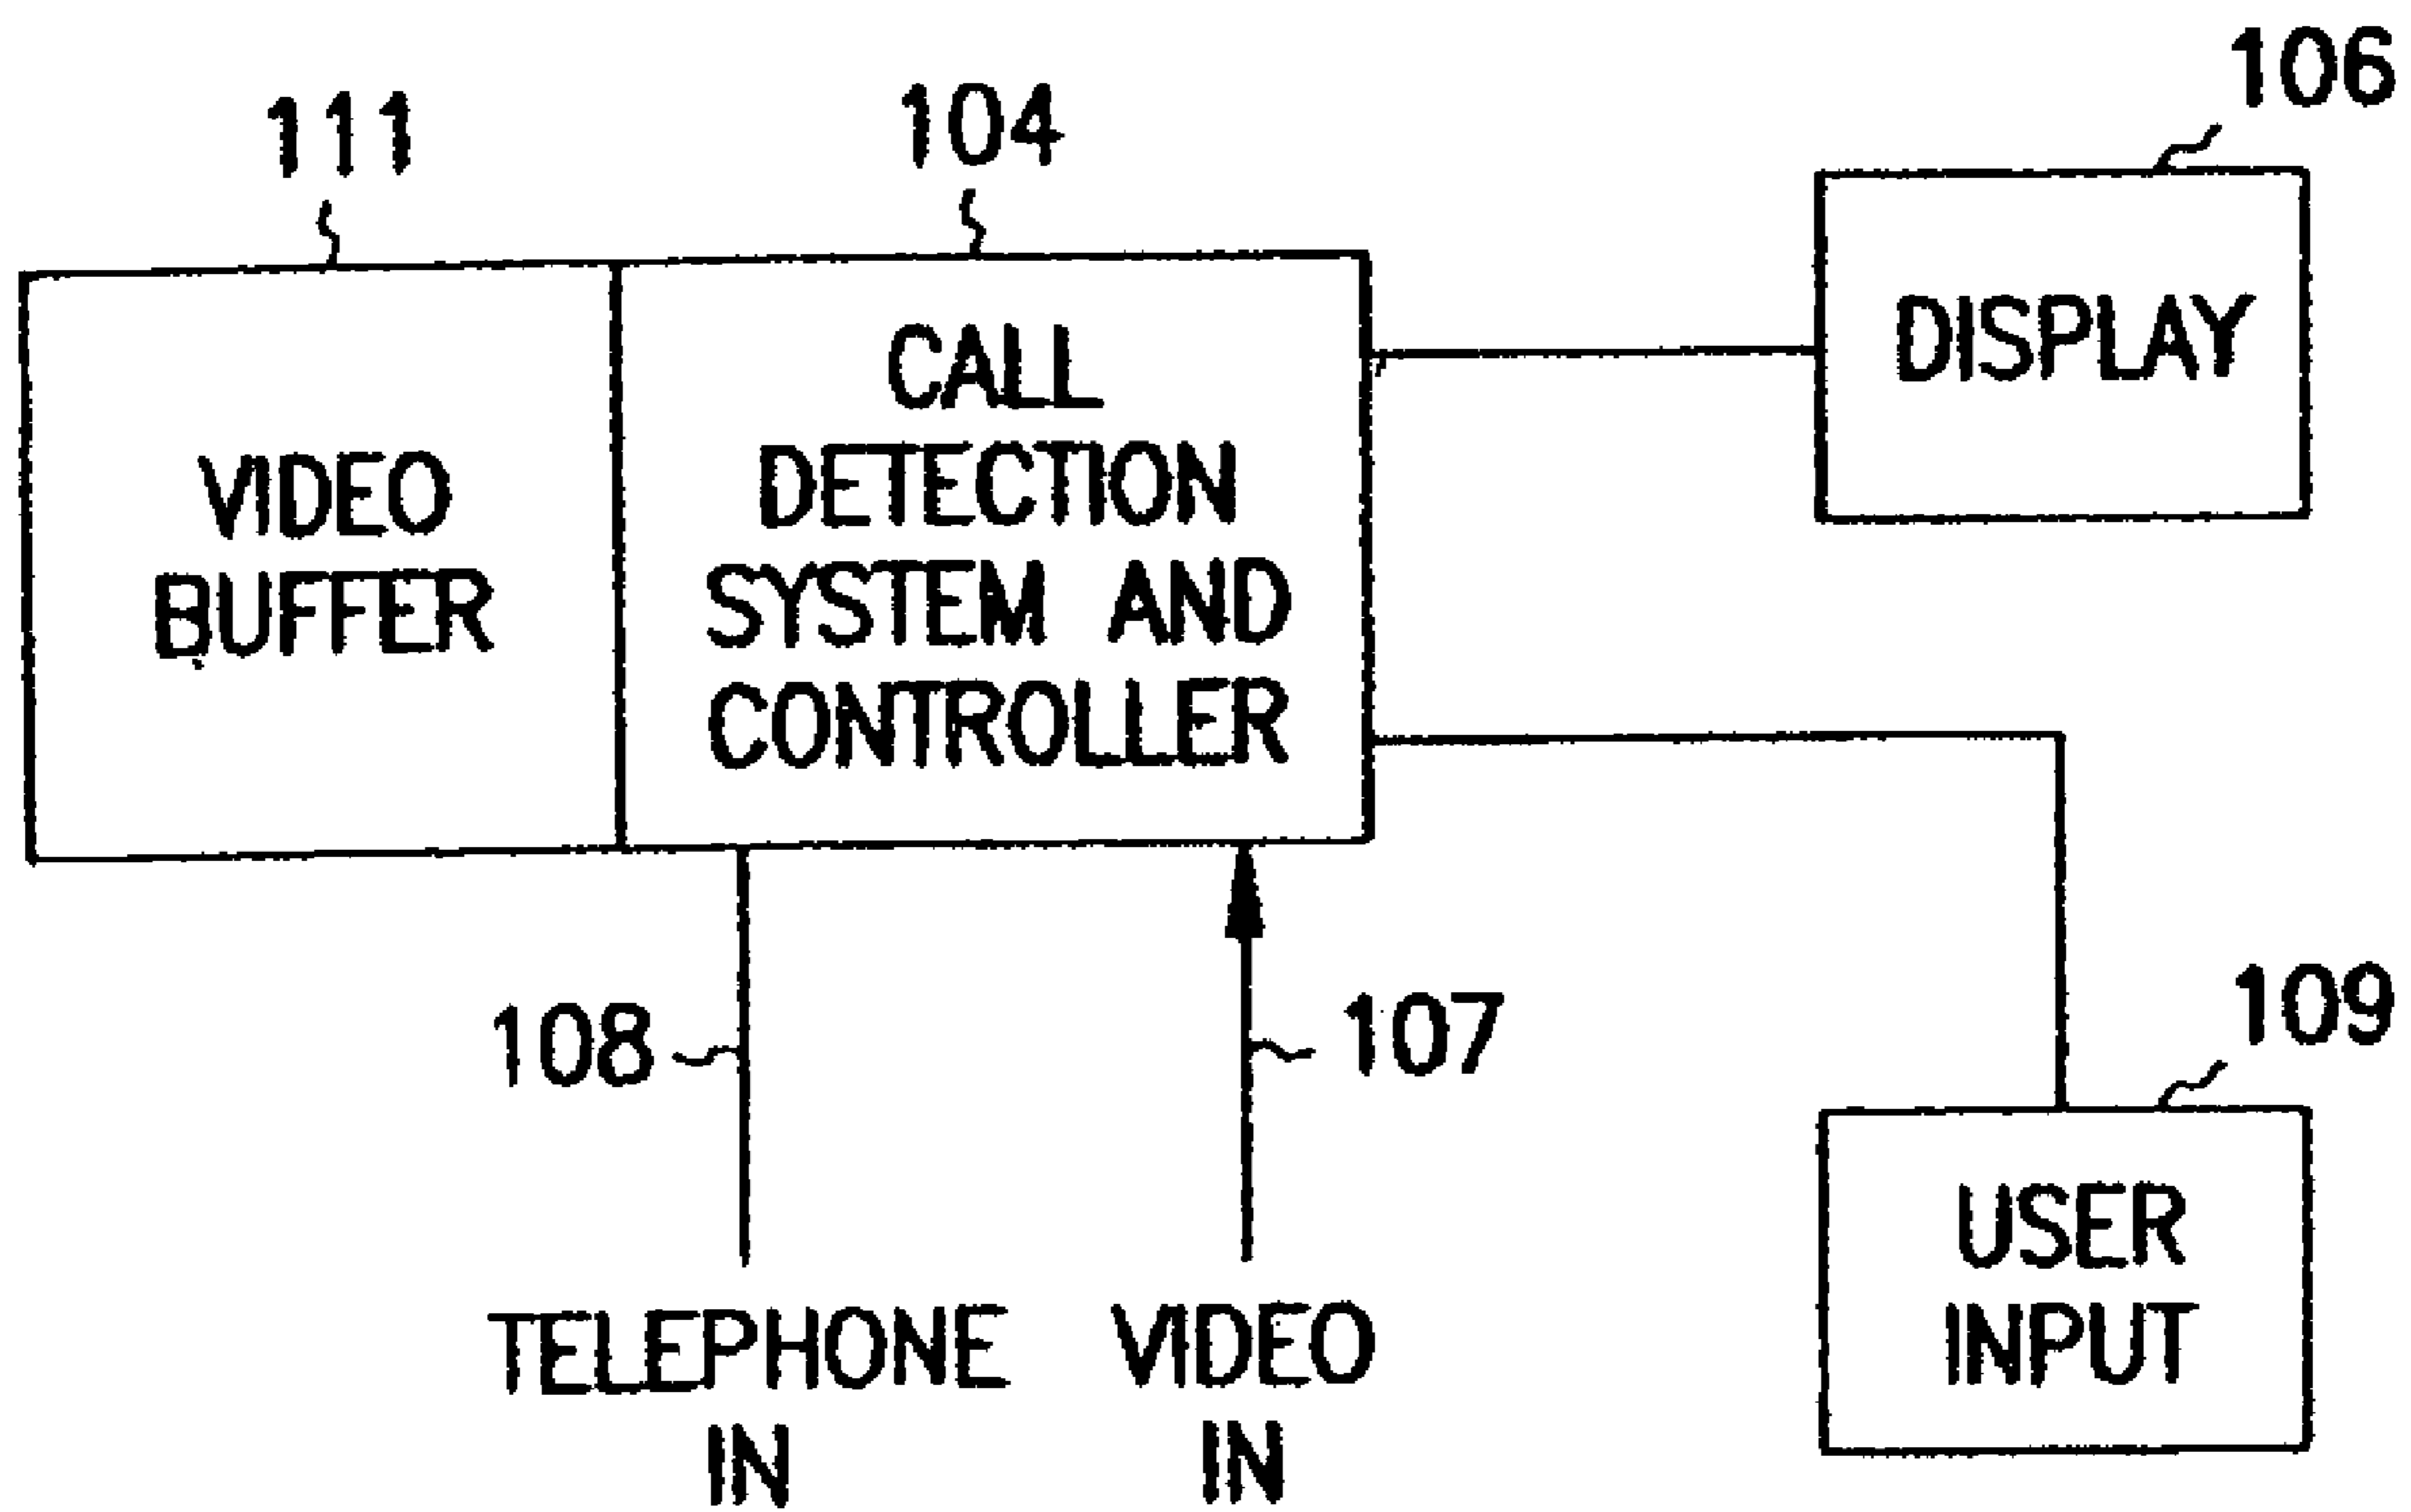 111
104
106
VIDEO
BUFFER
CALL
DETECTION
SYSTEM AND
CONTROLLER
DISPLAY
108
107
109
TELEPHONE
IN
VIDEO
IN
USER
INPUT